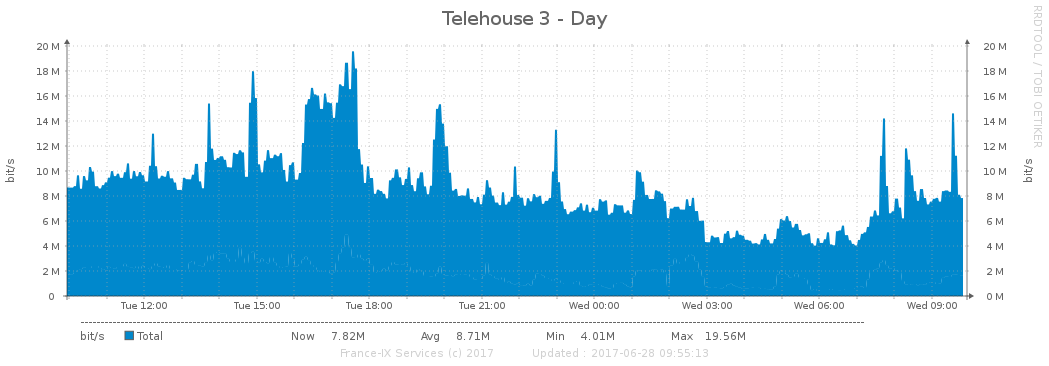 Telehouse 3 - Day
RRDTOOL / TOBI OETIKER
20 M 20 M
18 M 18 M
16 M 16 M
14 M 14 M
12 M 12 M
10 M 10 M
8 M 8 M
6 M 6 M
4 M 4 M
2 M 2 M
0 0 M
bit/s bit/s
Tue 12:00 Tue 15:00 Tue 18:00 Tue 21:00 Wed 00:00 Wed 03:00 Wed 06:00 Wed 09:00
bit/s Total Now 7.82M Avg 8.71M Min 4.01M Max 19.56M
France-IX Services (c) 2017 Updated : 2017-06-28 09:55:13